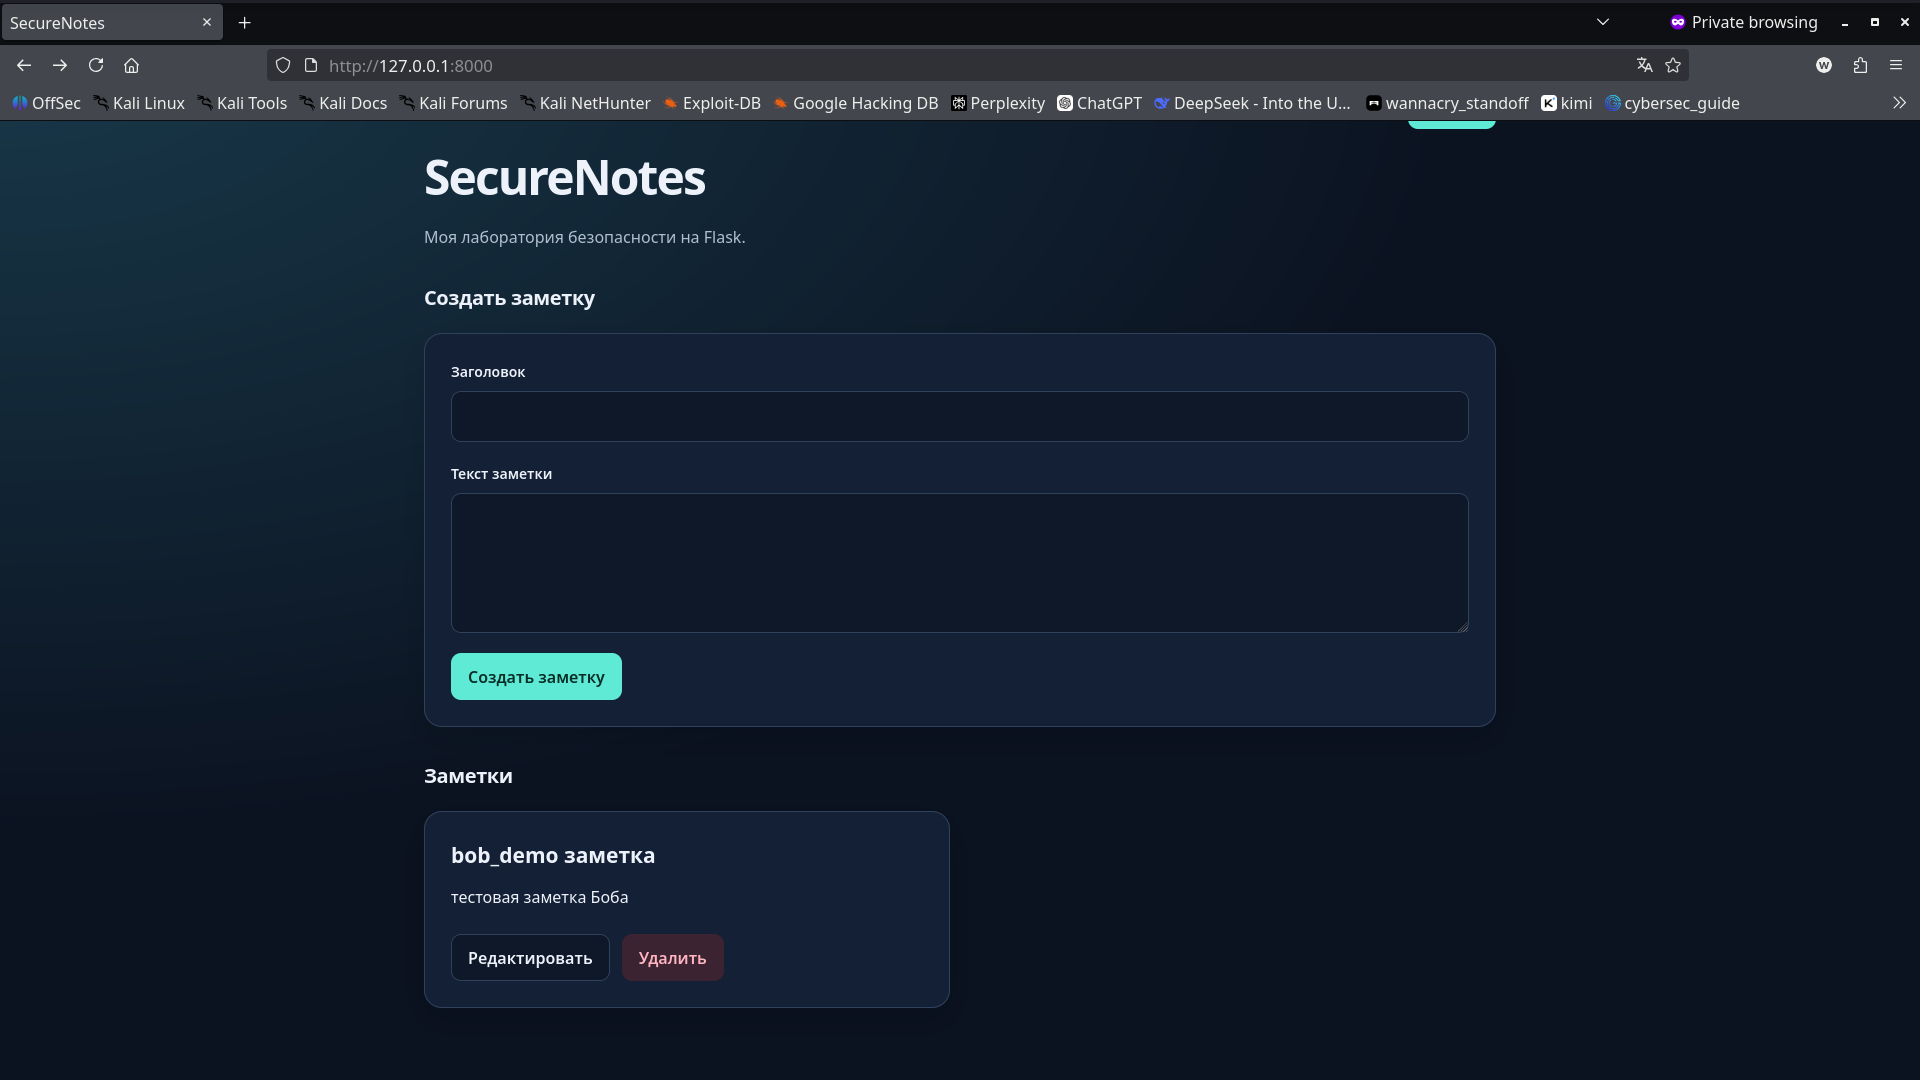 SecureNotes
Private browsing
http://127.0.0.1:8000
OffSec Kali Linux Kali Tools Kali Docs Kali Forums Kali NetHunter Exploit-DB Google Hacking DB Perplexity ChatGPT DeepSeek - Into the U... wannacry_standoff kimi cybersec_guide
SecureNotes
Моя лаборатория безопасности на Flask.
Создать заметку
Заголовок
Текст заметки
Создать заметку
Заметки
bob_demo заметка
тестовая заметка Боба
Редактировать Удалить